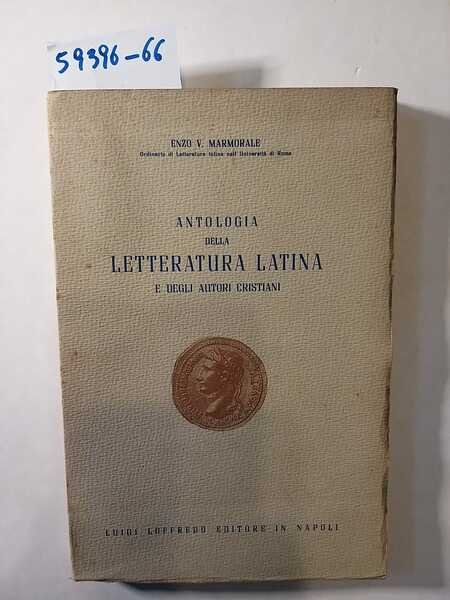 59396-66
ENZO V. MARMORALE
Ordinario di Letteratura latina nell'Università di Roma
ANTOLOGIA
DELLA
LETTERATURA LATINA
E DEGLI AUTORI CRISTIANI
LUIGI LOFFREDO EDITORE IN NAPOLI